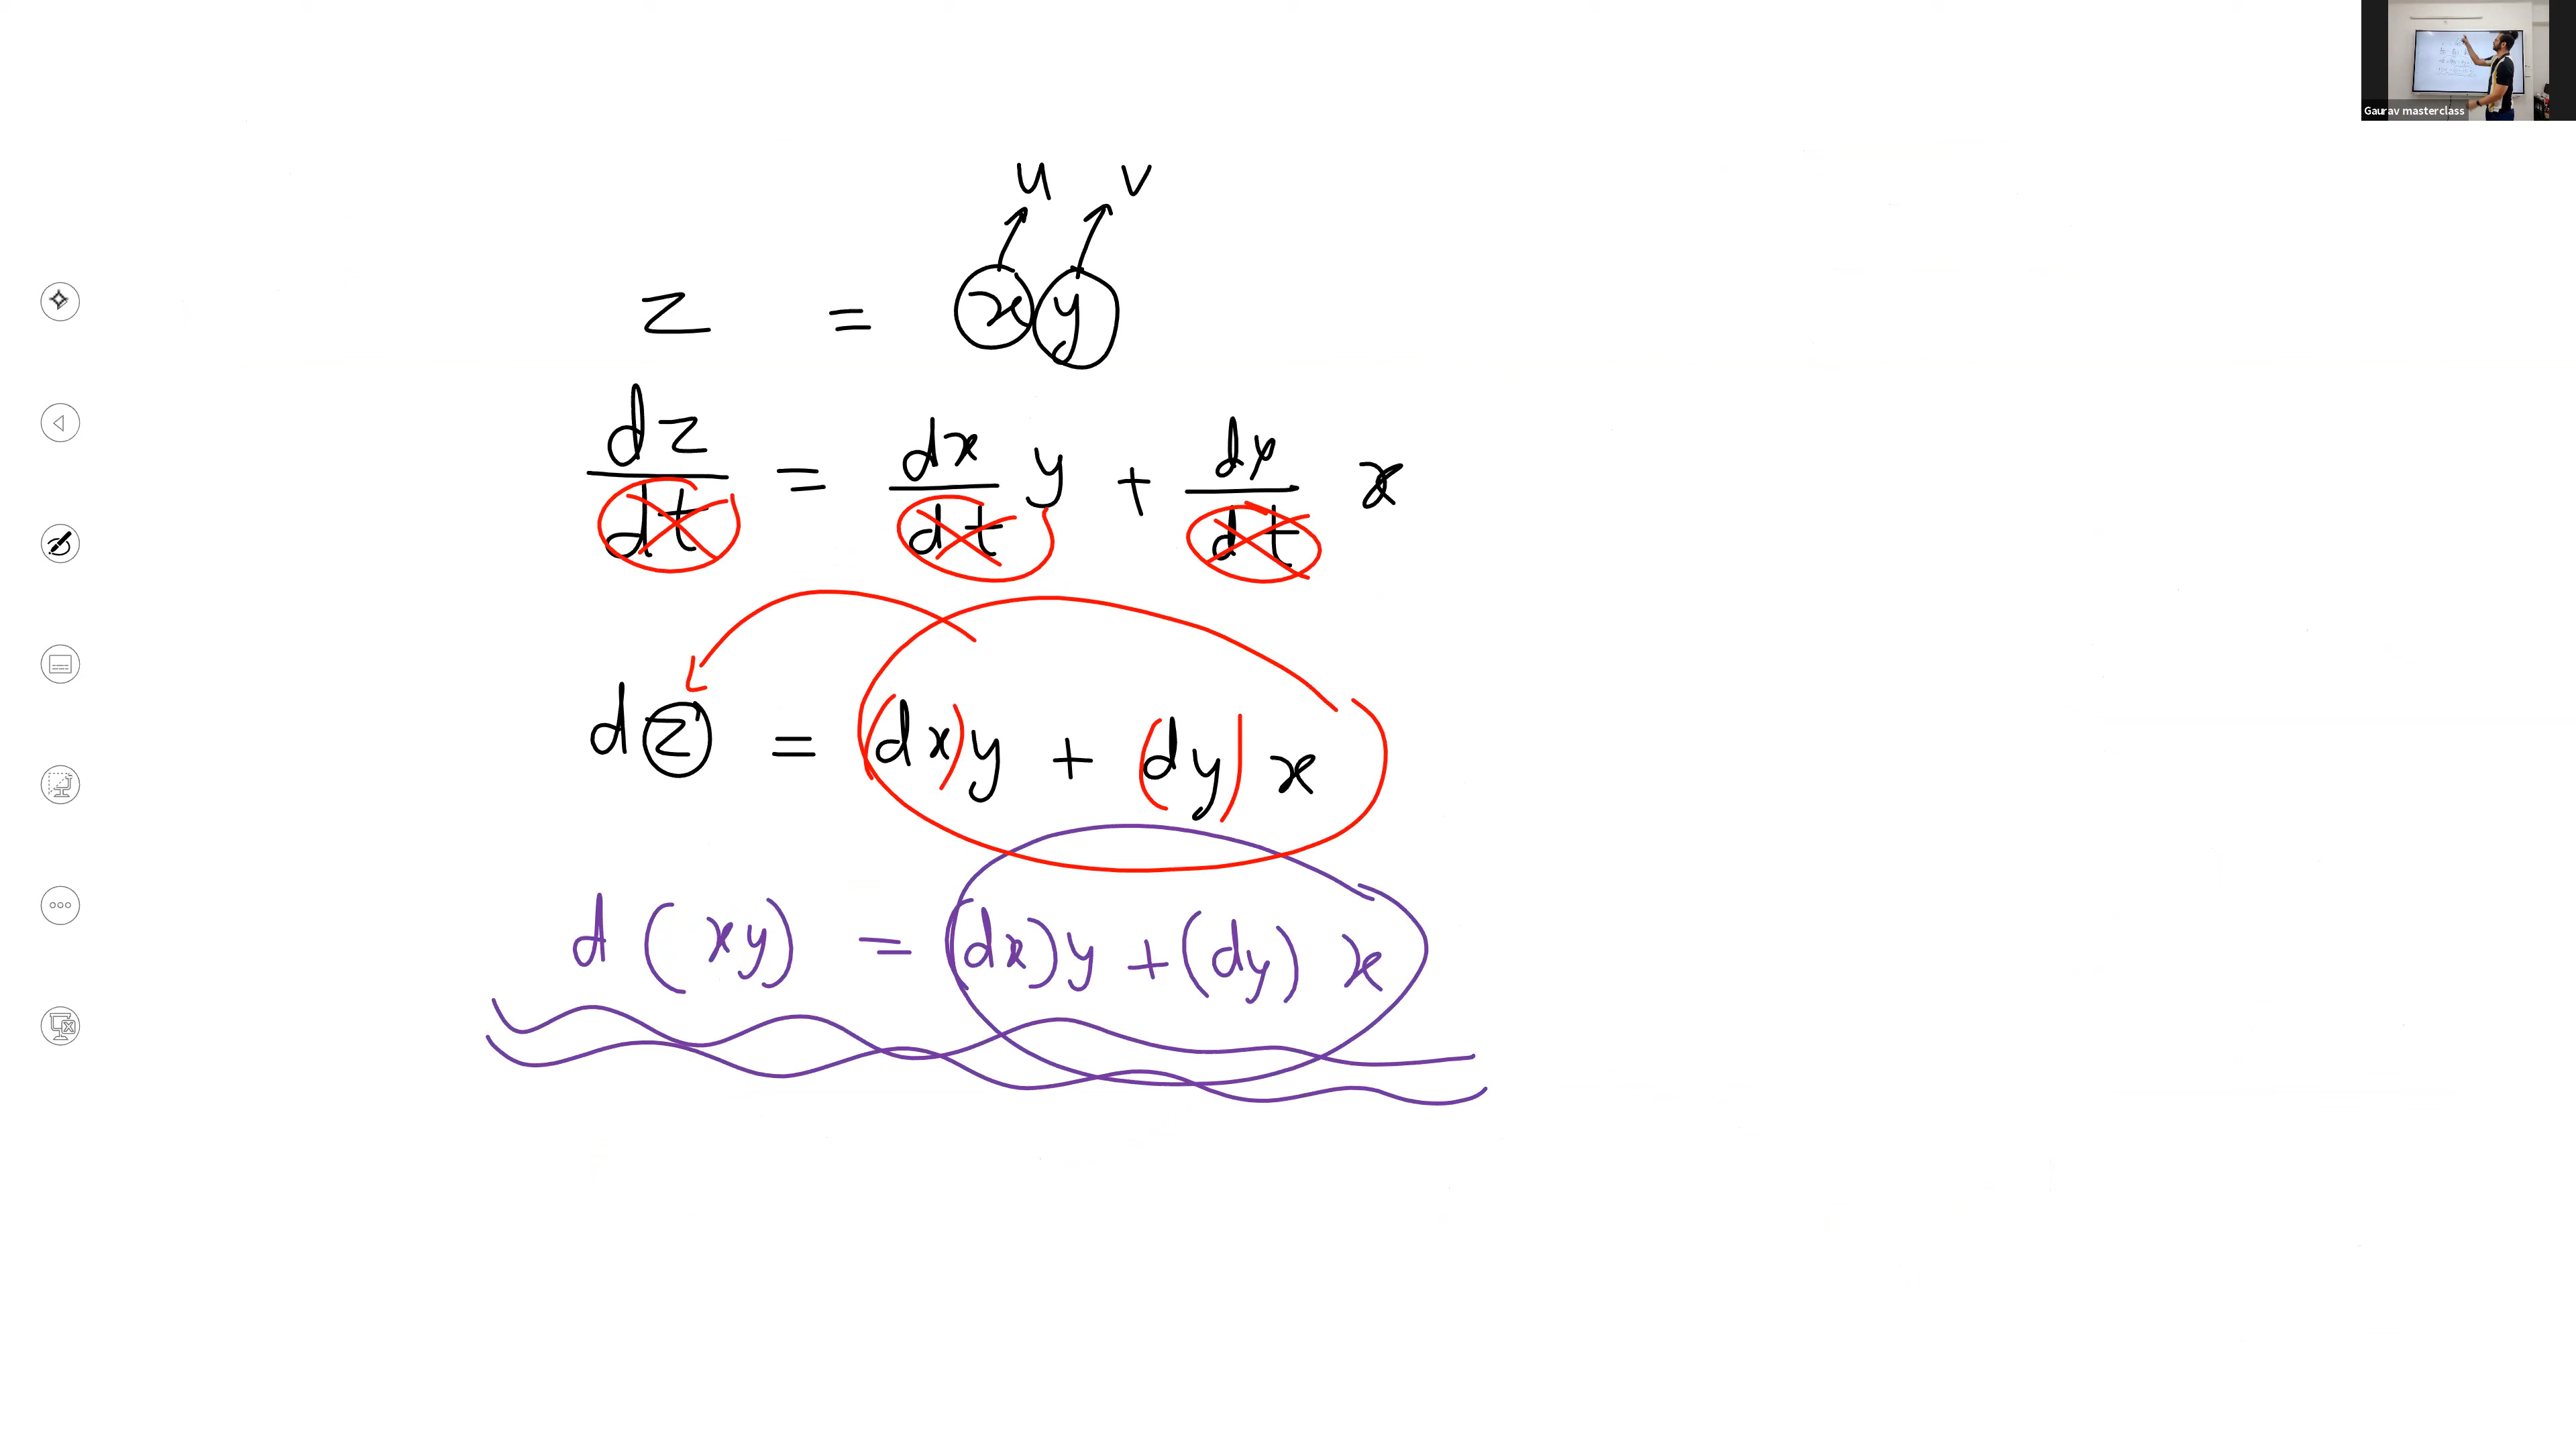 Gaurav masterclass
u v
z = xy
dz/dt = dx/dt y + dy/dt x
dz = (dx)y + (dy)x
d(xy) = (dx)y + (dy)x